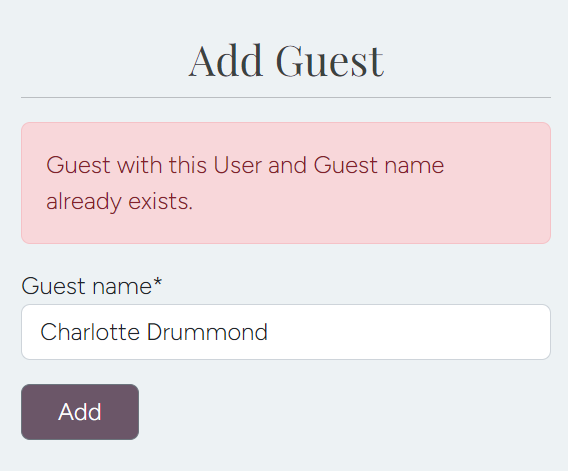 Add Guest
Guest with this User and Guest name
already exists.
Guest name*
Charlotte Drummond
Add